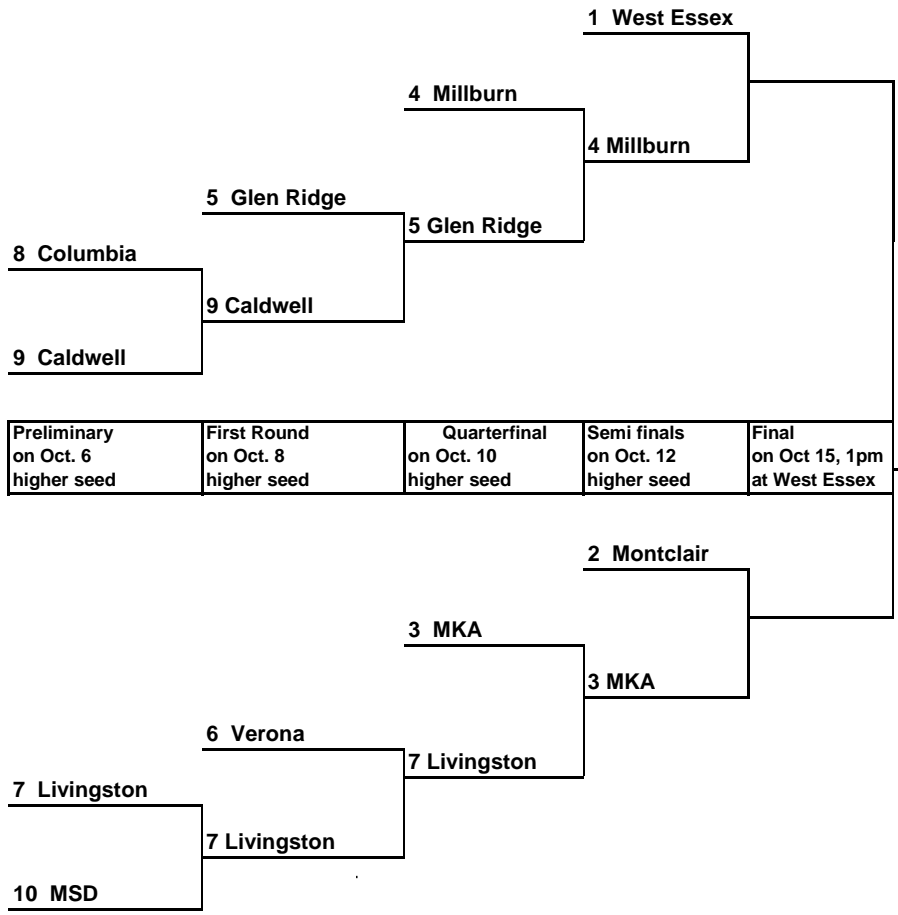 1 West Essex
4 Millburn
4 Millburn
5 Glen Ridge
5 Glen Ridge
8 Columbia
9 Caldwell
9 Caldwell
Preliminary
on Oct. 6
higher seed
First Round
on Oct. 8
higher seed
Quarterfinal
on Oct. 10
higher seed
Semi finals
on Oct. 12
higher seed
Final
on Oct 15, 1pm
at West Essex
2 Montclair
3 MKA
3 MKA
6 Verona
7 Livingston
7 Livingston
7 Livingston
10 MSD